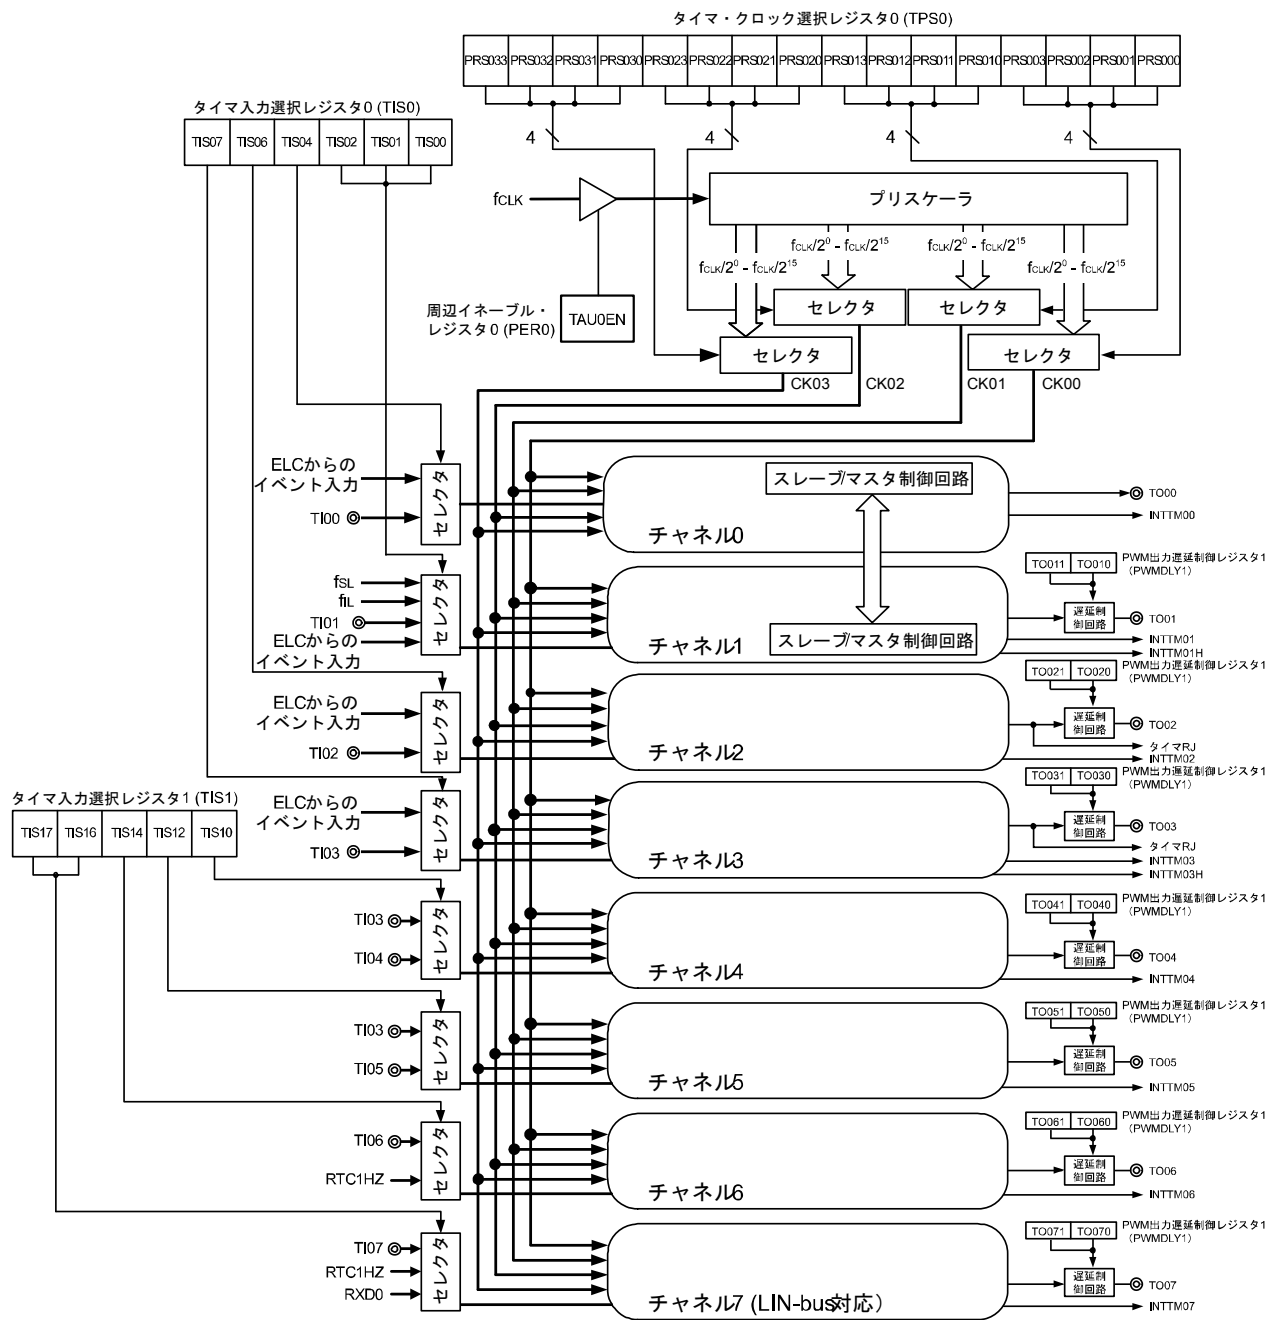 タイマ・クロック選択レジスタ0 (TPS0)
PRS033 PRS032 PRS031 PRS030 PRS023 PRS022 PRS021 PRS020 PRS013 PRS012 PRS011 PRS010 PRS003 PRS002 PRS001 PRS000
タイマ入力選択レジスタ0 (TIS0)
TIS07 TIS06 TIS04 TIS02 TIS01 TIS00
4 4 4 4
fCLK
プリスケーラ
fCLK/2⁰ - fCLK/2¹⁵ fCLK/2⁰ - fCLK/2¹⁵
fCLK/2⁰ - fCLK/2¹⁵ fCLK/2⁰ - fCLK/2¹⁵
周辺イネーブル・
レジスタ0 (PER0)
TAU0EN
セレクタ セレクタ
セレクタ セレクタ
CK03 CK02 CK01 CK00
ELCからの
イベント入力
TI00
セレクタ
スレーブ/マスタ制御回路
チャネル0
TO00
INTTM00
fSL
fIL
TI01
ELCからの
イベント入力
セレクタ
スレーブ/マスタ制御回路
チャネル1
TO011 TO010
PWM出力遅延制御レジスタ1
(PWMDLY1)
遅延制
御回路
TO01
INTTM01
INTTM01H
ELCからの
イベント入力
TI02
セレクタ
チャネル2
TO021 TO020
PWM出力遅延制御レジスタ1
(PWMDLY1)
遅延制
御回路
TO02
タイマRJ
INTTM02
ELCからの
イベント入力
TI03
セレクタ
チャネル3
TO031 TO030
PWM出力遅延制御レジスタ1
(PWMDLY1)
遅延制
御回路
TO03
タイマRJ
INTTM03
INTTM03H
タイマ入力選択レジスタ1 (TIS1)
TIS17 TIS16 TIS14 TIS12 TIS10
TI03
TI04
セレクタ
チャネル4
TO041 TO040
PWM出力遅延制御レジスタ1
(PWMDLY1)
遅延制
御回路
TO04
INTTM04
TI03
TI05
セレクタ
チャネル5
TO051 TO050
PWM出力遅延制御レジスタ1
(PWMDLY1)
遅延制
御回路
TO05
INTTM05
TI06
RTC1HZ
セレクタ
チャネル6
TO061 TO060
PWM出力遅延制御レジスタ1
(PWMDLY1)
遅延制
御回路
TO06
INTTM06
TI07
RTC1HZ
RXD0
セレクタ
チャネル7 (LIN-bus対応)
TO071 TO070
PWM出力遅延制御レジスタ1
(PWMDLY1)
遅延制
御回路
TO07
INTTM07